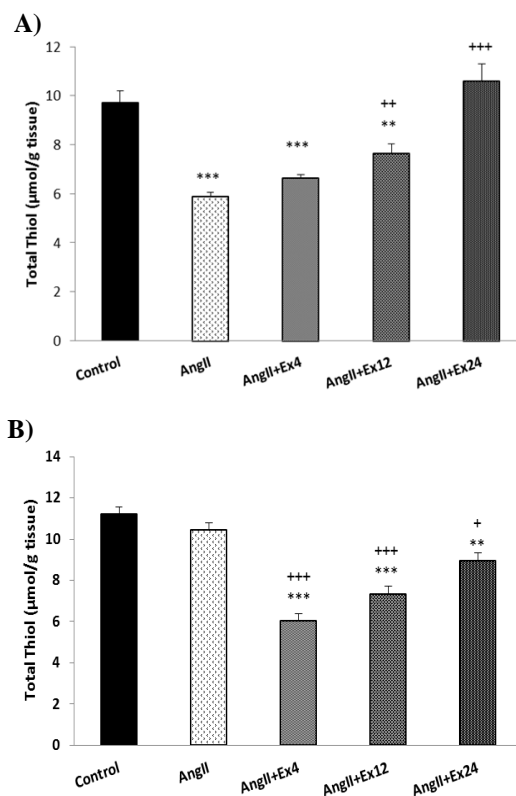 A)
Total Thiol (µmol/g tissue)
12
10
8
6
4
2
0
***
***
++
**
+++
Control
AngII
AngII+Ex4
AngII+Ex12
AngII+Ex24
B)
Total Thiol (µmol/g tissue)
14
12
10
8
6
4
2
0
+++
***
+++
***
+
**
Control
AngII
AngII+Ex4
AngII+Ex12
AngII+Ex24